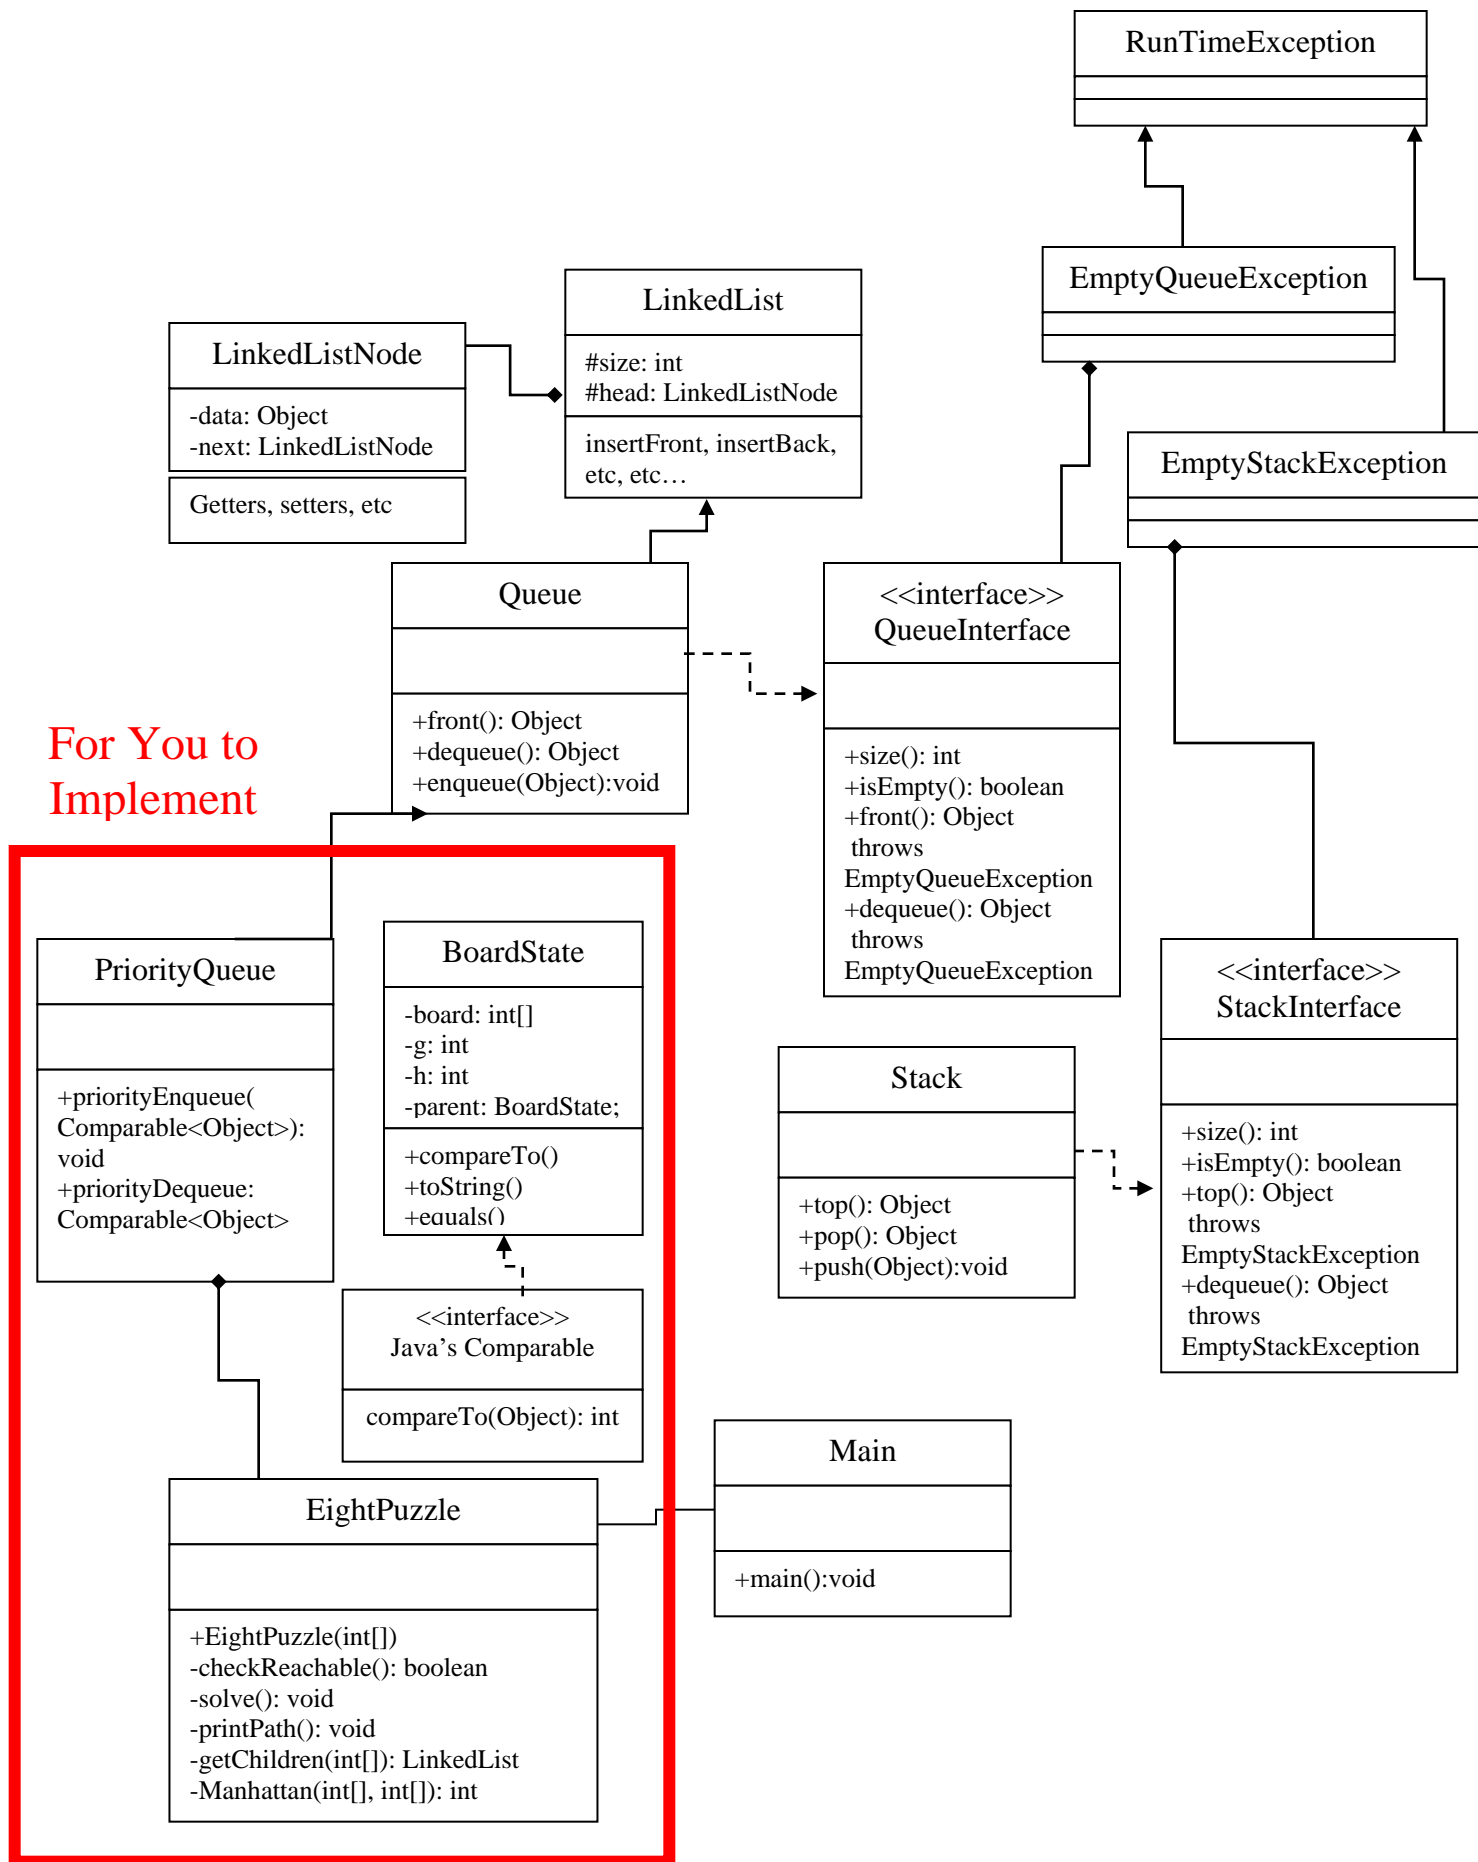 RunTimeException
EmptyQueueException
LinkedList
#size: int
#head: LinkedListNode
insertFront, insertBack,
etc, etc…
LinkedListNode
-data: Object
-next: LinkedListNode
Getters, setters, etc
EmptyStackException
Queue
+front(): Object
+dequeue(): Object
+enqueue(Object):void
<<interface>>
QueueInterface
+size(): int
+isEmpty(): boolean
+front(): Object
throws
EmptyQueueException
+dequeue(): Object
throws
EmptyQueueException
For You to
Implement
PriorityQueue
+priorityEnqueue(
Comparable<Object>):
void
+priorityDequeue:
Comparable<Object>
BoardState
-board: int[]
-g: int
-h: int
-parent: BoardState;
+compareTo()
+toString()
+equals()
<<interface>>
Java’s Comparable
compareTo(Object): int
<<interface>>
StackInterface
+size(): int
+isEmpty(): boolean
+top(): Object
throws
EmptyStackException
+dequeue(): Object
throws
EmptyStackException
Stack
+top(): Object
+pop(): Object
+push(Object):void
Main
+main():void
EightPuzzle
+EightPuzzle(int[])
-checkReachable(): boolean
-solve(): void
-printPath(): void
-getChildren(int[]): LinkedList
-Manhattan(int[], int[]): int